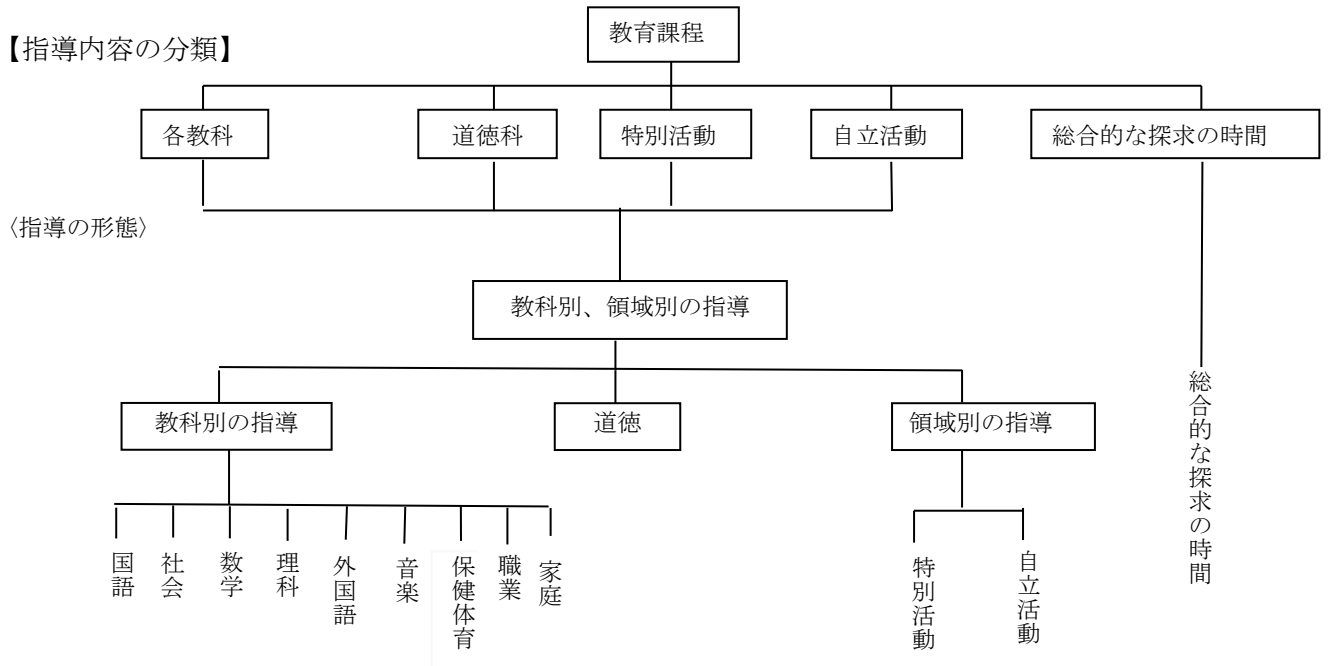 教育課程
【指導内容の分類】
各教科
道徳科
特別活動
自立活動
総合的な探求の時間
〈指導の形態〉
教科別、領域別の指導
教科別の指導
道徳
領域別の指導
総合的な探求の時間
国語
社会
数学
理科
外国語
音楽
保健体育
職業
家庭
特別活動
自立活動